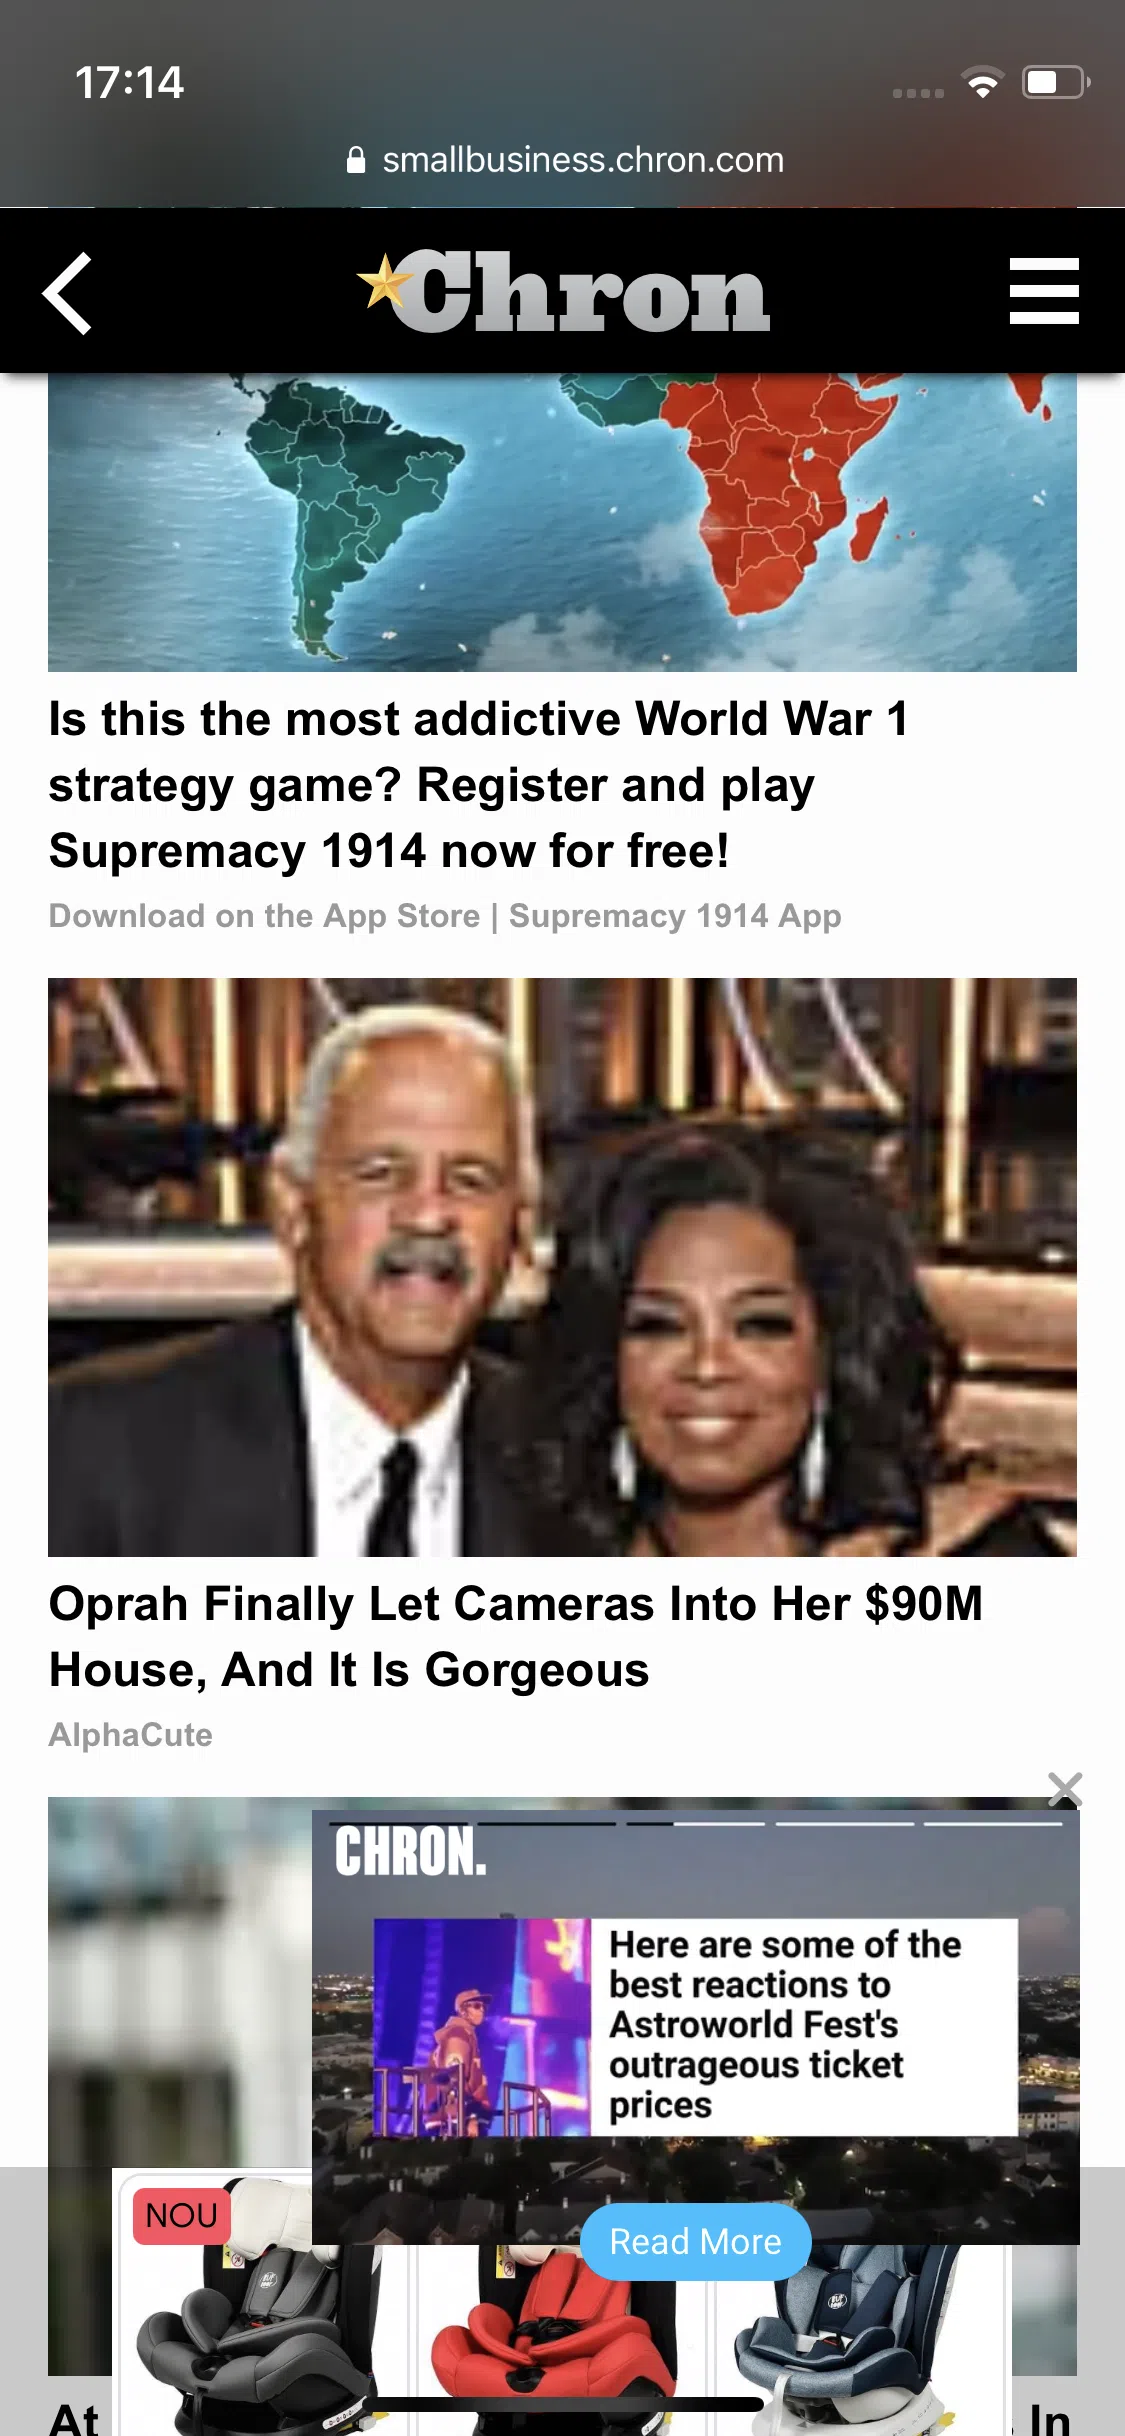 17:14
smallbusiness.chron.com
Chron
Is this the most addictive World War 1
strategy game? Register and play
Supremacy 1914 now for free!
Download on the App Store | Supremacy 1914 App
Oprah Finally Let Cameras Into Her $90M
House, And It Is Gorgeous
AlphaCute
CHRON.
Here are some of the
best reactions to
Astroworld Fest's
outrageous ticket
prices
NOU
Read More
At
In